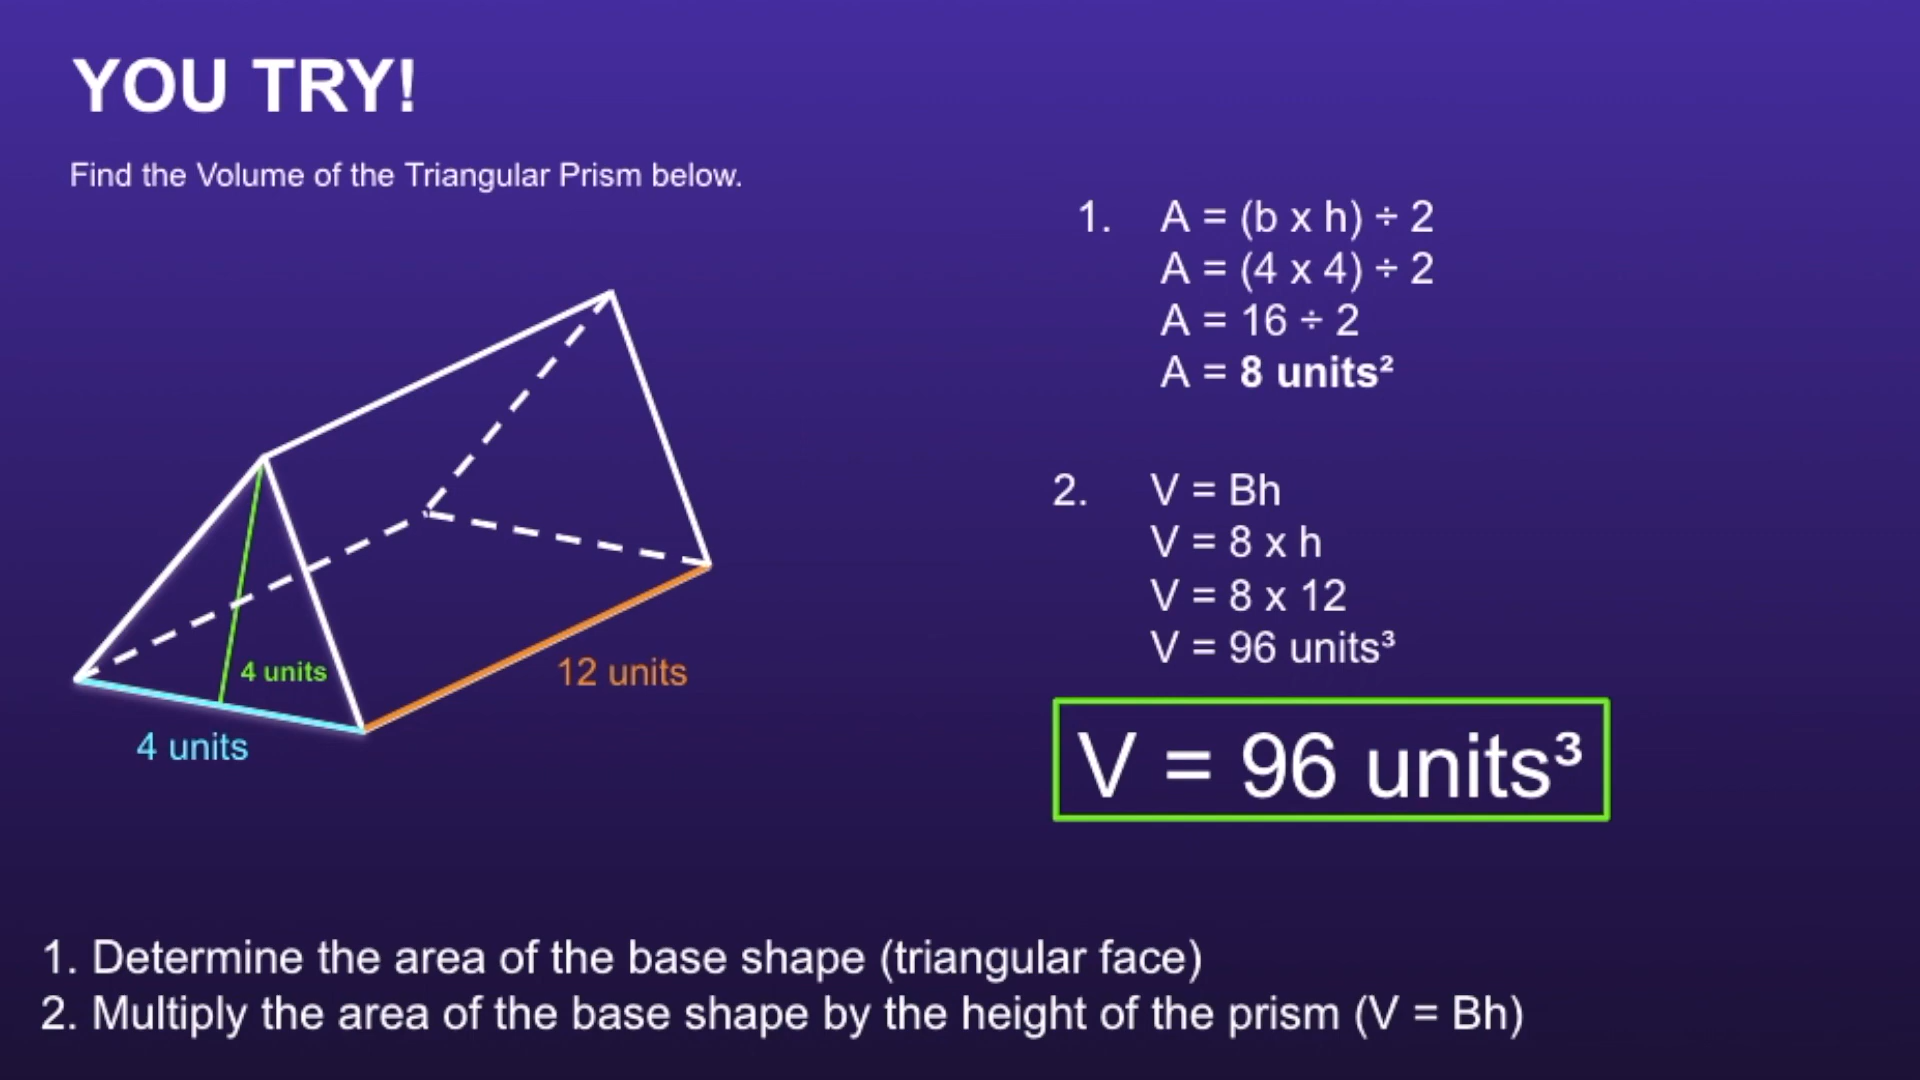 YOU TRY!
Find the Volume of the Triangular Prism below.
4 units
4 units
12 units
1. A = (b x h) ÷ 2
A = (4 x 4) ÷ 2
A = 16 ÷ 2
A = 8 units²
2. V = Bh
V = 8 x h
V = 8 x 12
V = 96 units³
V = 96 units³
1. Determine the area of the base shape (triangular face)
2. Multiply the area of the base shape by the height of the prism (V = Bh)